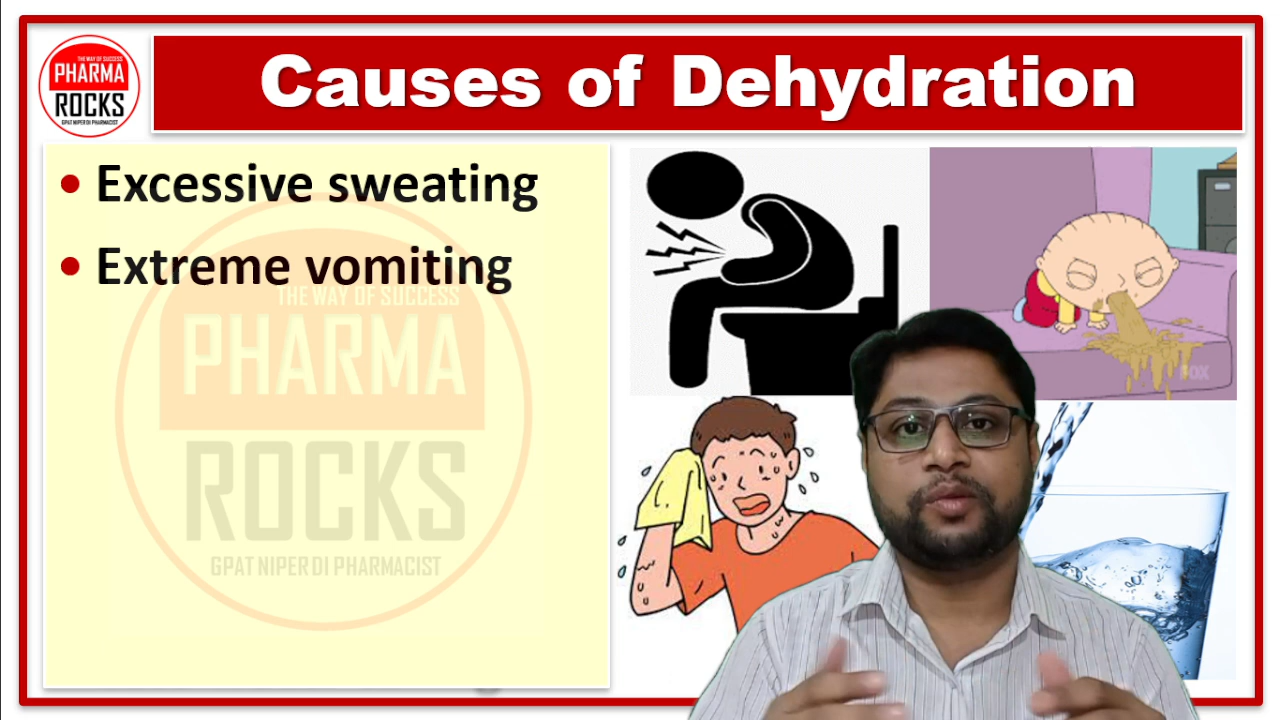 THE WAY OF SUCCESS
PHARMA
ROCKS
GPAT NIPER DI PHARMACIST
Causes of Dehydration
• Excessive sweating
• Extreme vomiting
THE WAY OF SUCCESS
PHARMA
ROCKS
GPAT NIPER DI PHARMACIST
FOX